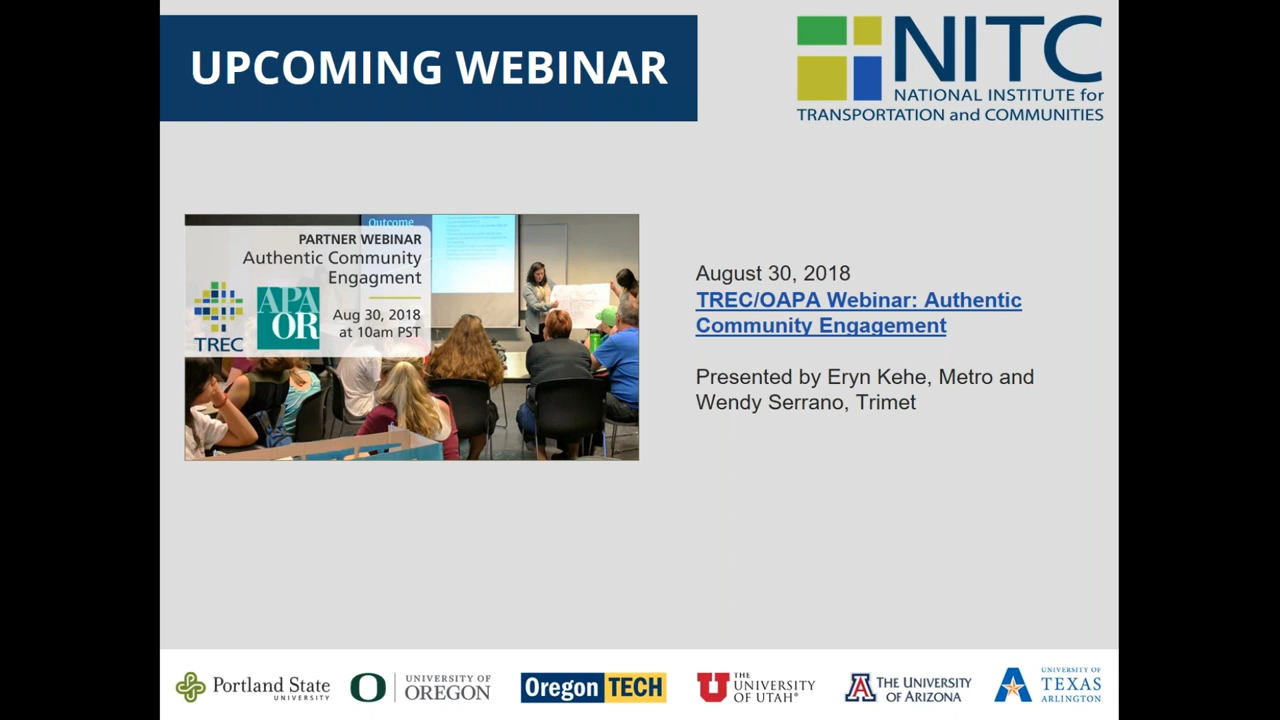 UPCOMING WEBINAR
NITC
NATIONAL INSTITUTE for
TRANSPORTATION and COMMUNITIES
Outcome
PARTNER WEBINAR
Authentic Community
Engagment
Aug 30, 2018
at 10am PST
TREC
APA
OR
August 30, 2018
TREC/OAPA Webinar: Authentic
Community Engagement
Presented by Eryn Kehe, Metro and
Wendy Serrano, Trimet
Portland State
UNIVERSITY
O
UNIVERSITY OF
OREGON
Oregon TECH
U
THE
UNIVERSITY
OF UTAH®
A
THE UNIVERSITY
OF ARIZONA
A
UNIVERSITY OF
TEXAS
ARLINGTON